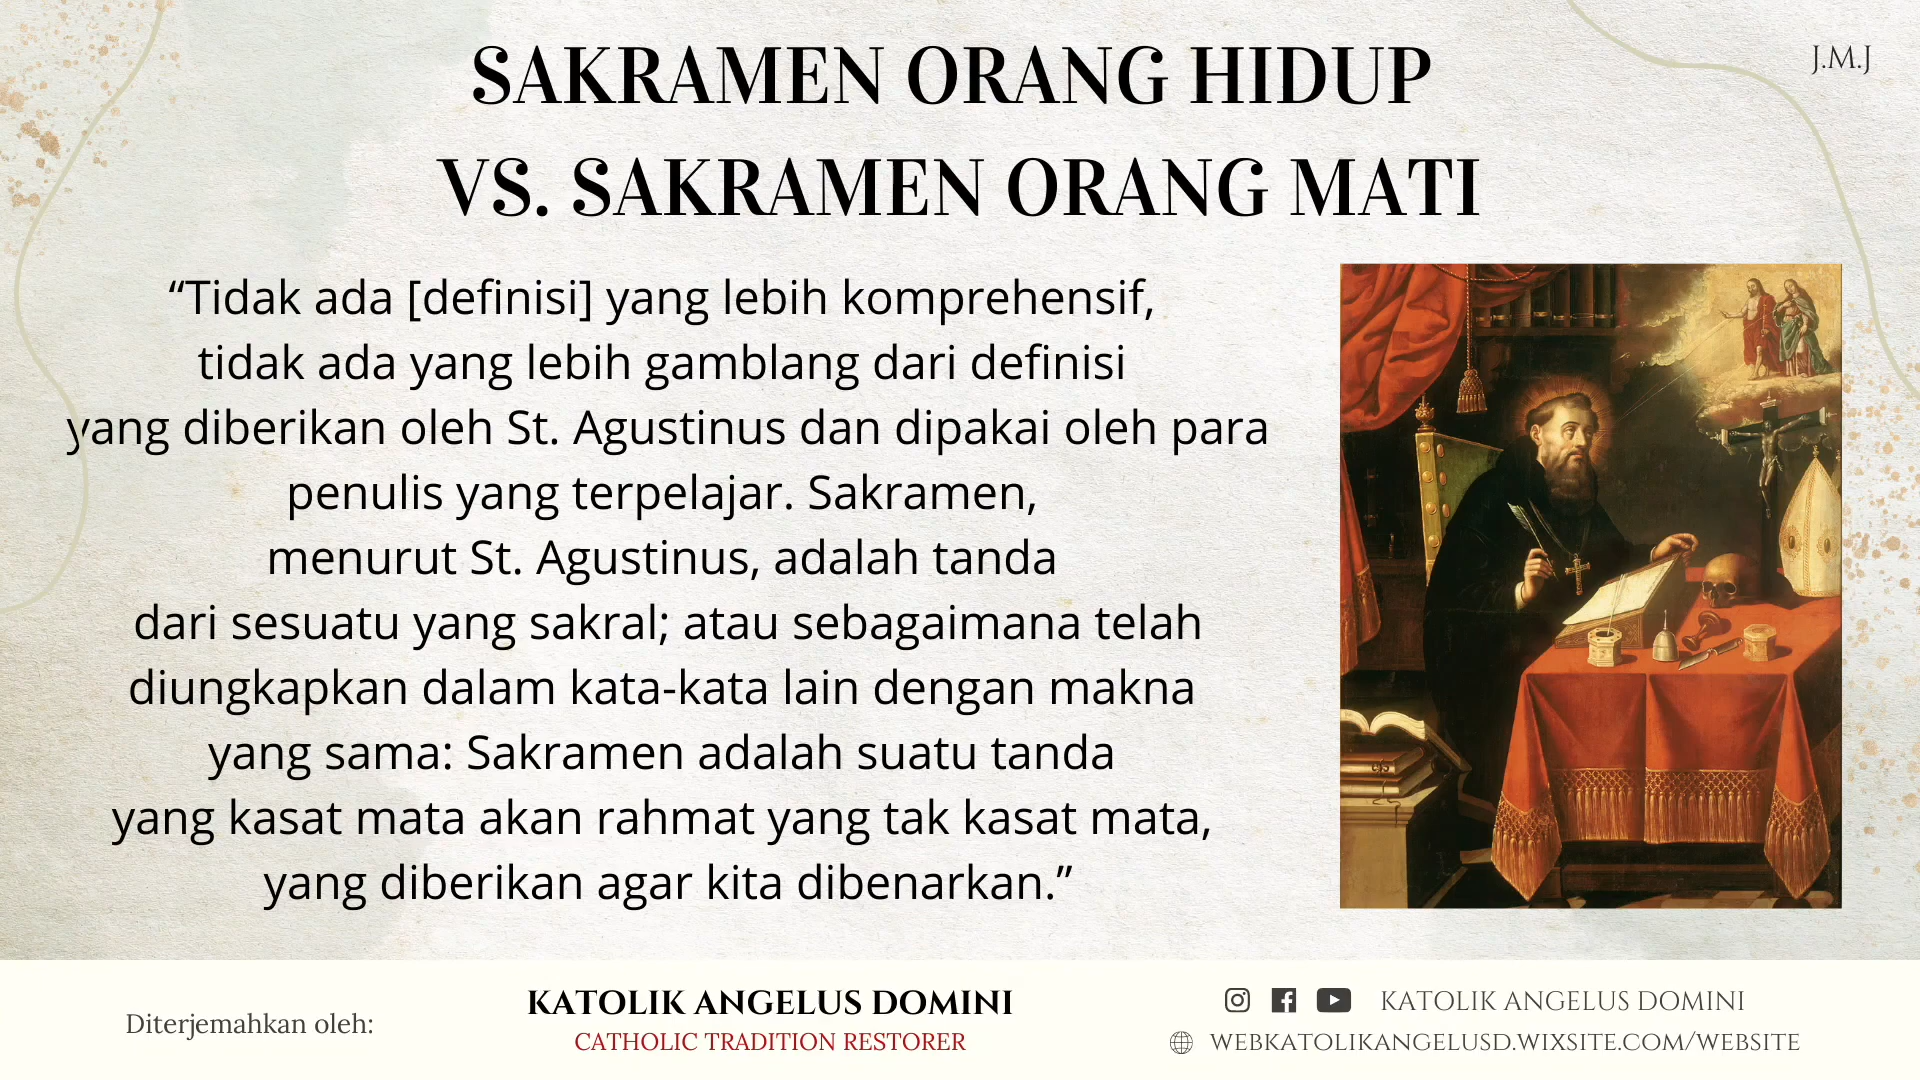 SAKRAMEN ORANG HIDUP
VS. SAKRAMEN ORANG MATI
J.M.J
“Tidak ada [definisi] yang lebih komprehensif,
tidak ada yang lebih gamblang dari definisi
yang diberikan oleh St. Agustinus dan dipakai oleh para
penulis yang terpelajar. Sakramen,
menurut St. Agustinus, adalah tanda
dari sesuatu yang sakral; atau sebagaimana telah
diungkapkan dalam kata-kata lain dengan makna
yang sama: Sakramen adalah suatu tanda
yang kasat mata akan rahmat yang tak kasat mata,
yang diberikan agar kita dibenarkan.”
Diterjemahkan oleh:
KATOLIK ANGELUS DOMINI
CATHOLIC TRADITION RESTORER
KATOLIK ANGELUS DOMINI
WEBKATOLIKANGELUSD.WIXSITE.COM/WEBSITE